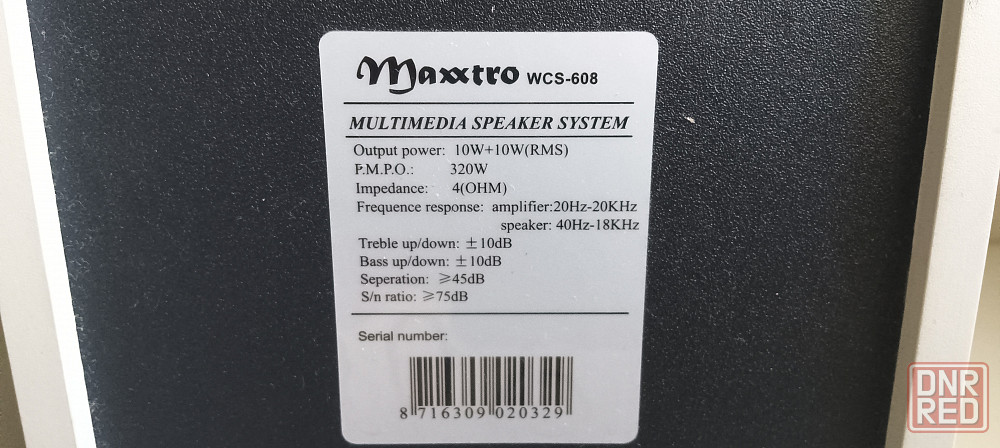 Maxxtro WCS-608
MULTIMEDIA SPEAKER SYSTEM
Output power: 10W+10W(RMS)
P.M.P.O.: 320W
Impedance: 4(OHM)
Frequence response: amplifier:20Hz-20KHz
speaker: 40Hz-18KHz
Treble up/down: ±10dB
Bass up/down: ±10dB
Seperation: ≥45dB
S/n ratio: ≥75dB
Serial number:
8 716309 020329
DNR
RED